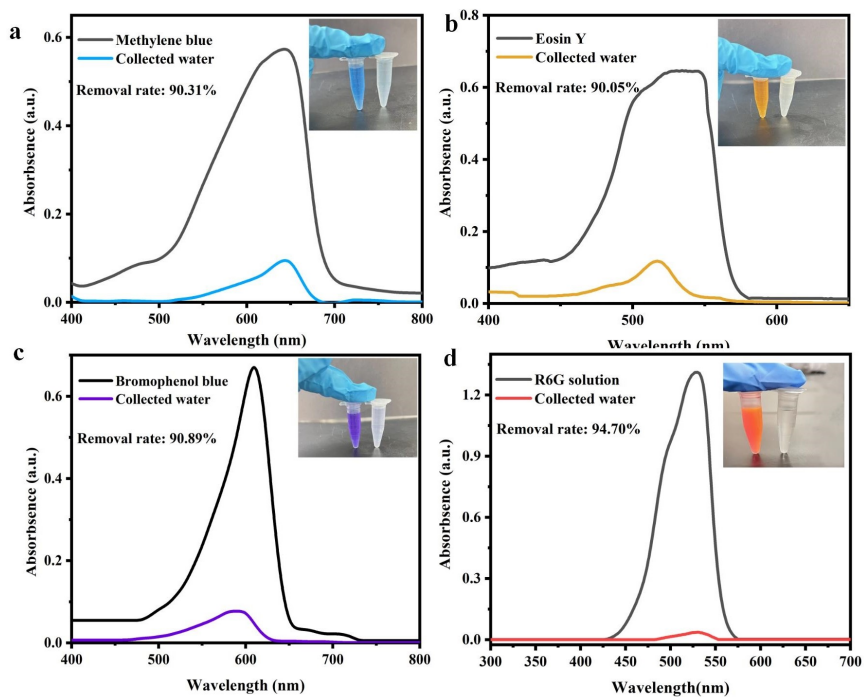 a
Methylene blue
Collected water
Removal rate: 90.31%
Absorbsence (a.u.)
0.6
0.4
0.2
0.0
400 500 600 700 800
Wavelength (nm)
b
Eosin Y
Collected water
Removal rate: 90.05%
Absorbsence (a.u.)
0.8
0.6
0.4
0.2
0.0
400 500 600
Wavelength (nm)
c
Bromophenol blue
Collected water
Removal rate: 90.89%
Absorbsence (a.u.)
0.6
0.4
0.2
0.0
400 500 600 700 800
Wavelength (nm)
d
R6G solution
Collected water
Removal rate: 94.70%
Absorbsence (a.u.)
1.2
0.9
0.6
0.3
0.0
300 350 400 450 500 550 600 650 700
Wavelength(nm)